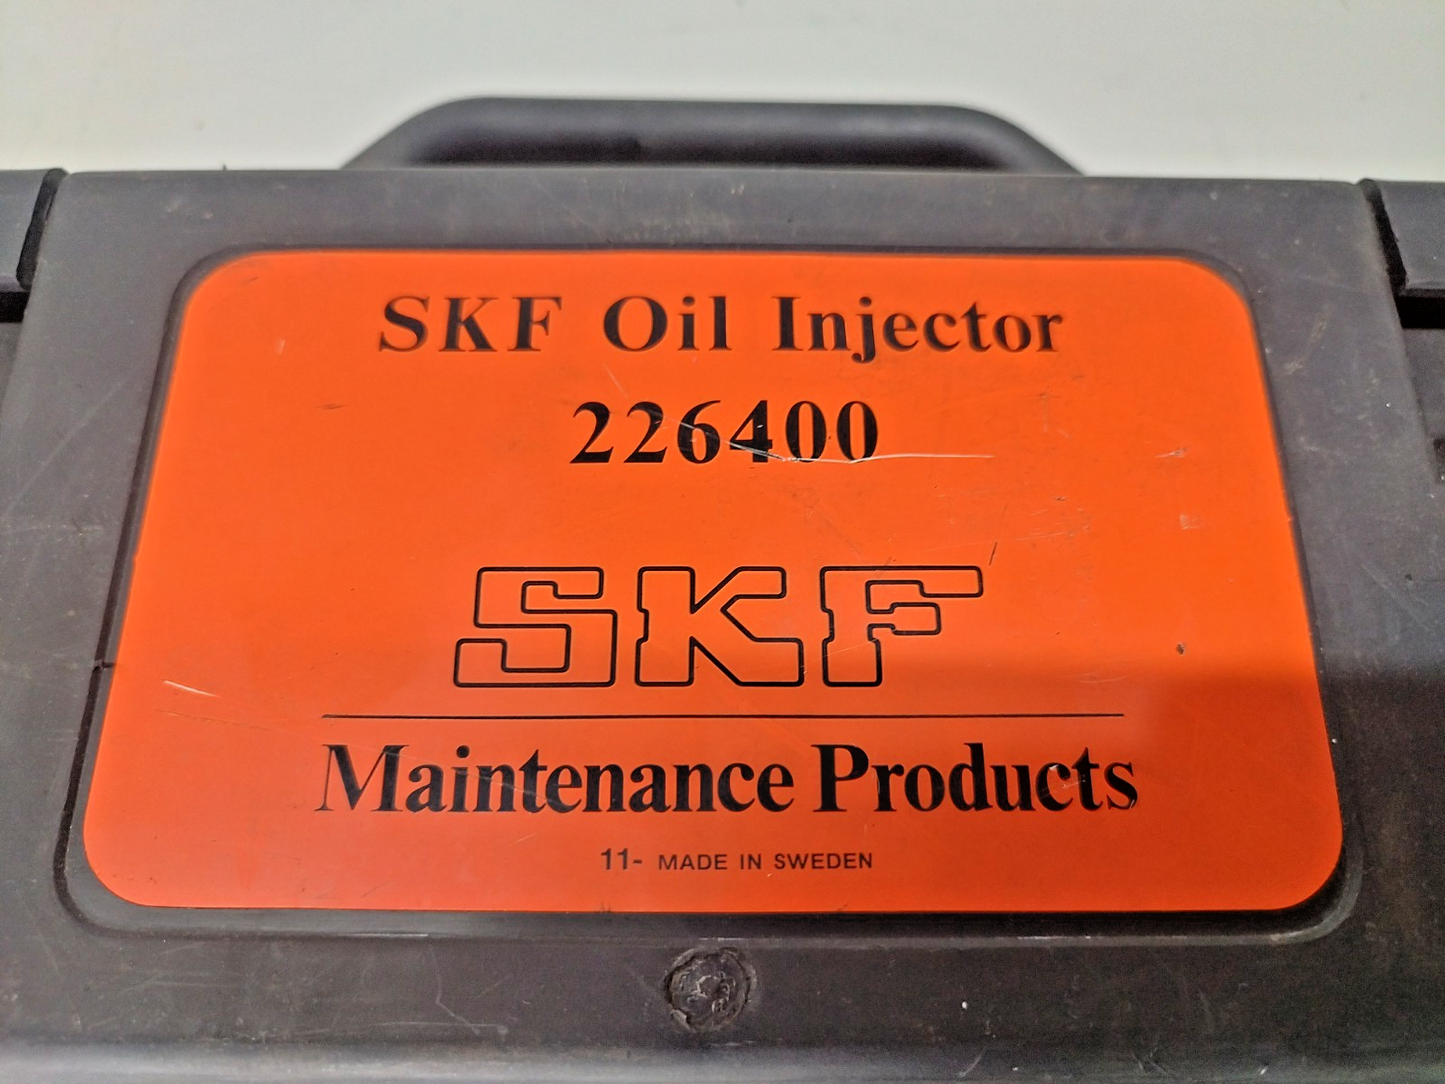 SKF Oil Injector
226400
SKF
Maintenance Products
11- MADE IN SWEDEN